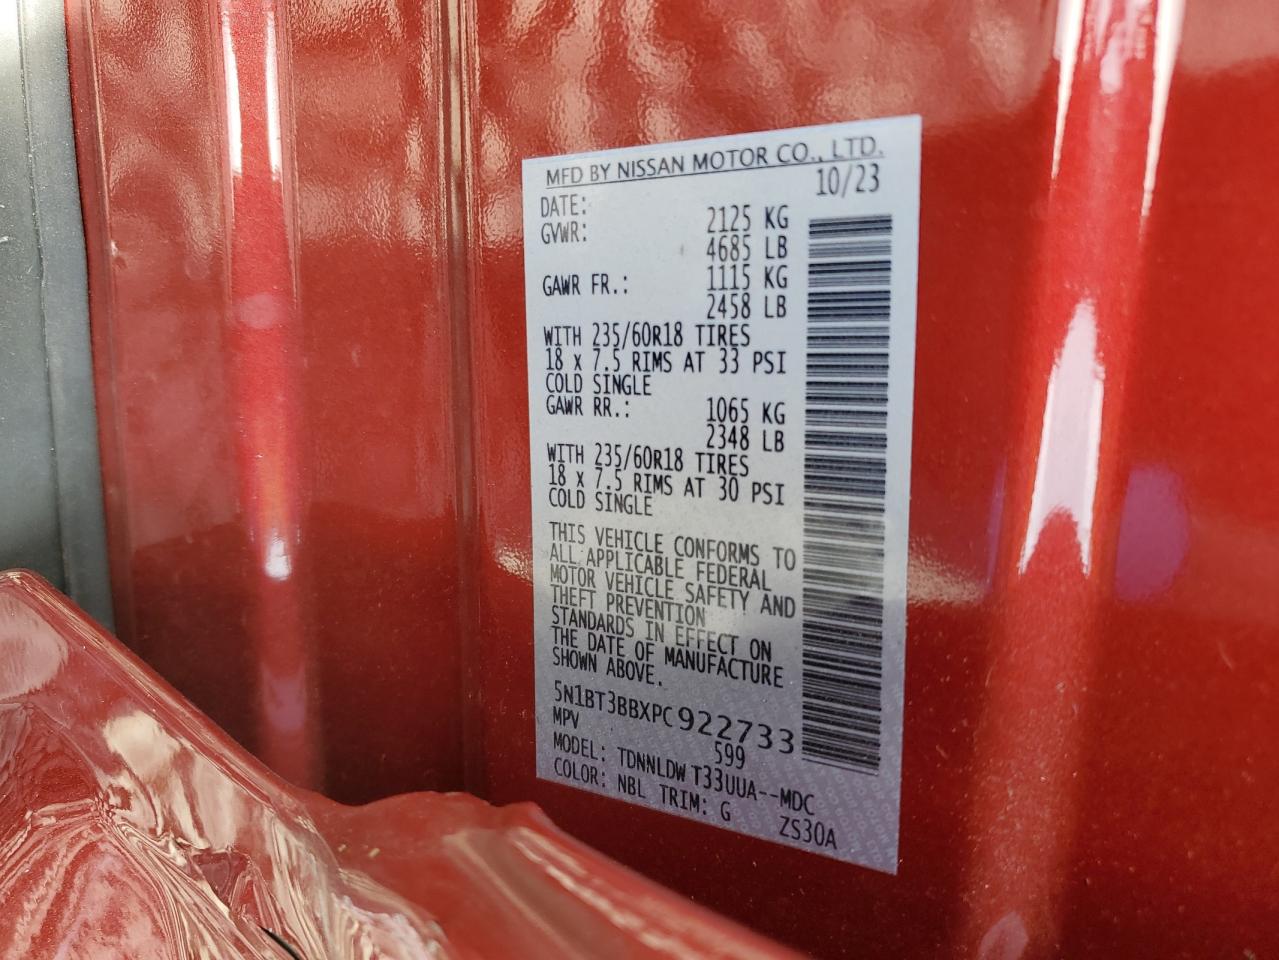 MFD BY NISSAN MOTOR CO., LTD.
DATE: 10/23
GVWR: 2125 KG
4685 LB
GAWR FR.: 1115 KG
2458 LB
WITH 235/60R18 TIRES
18 x 7.5 RIMS AT 33 PSI
COLD SINGLE
GAWR RR.: 1065 KG
2348 LB
WITH 235/60R18 TIRES
18 x 7.5 RIMS AT 30 PSI
COLD SINGLE
THIS VEHICLE CONFORMS TO
ALL APPLICABLE FEDERAL
MOTOR VEHICLE SAFETY AND
THEFT PREVENTION
STANDARDS IN EFFECT ON
THE DATE OF MANUFACTURE
SHOWN ABOVE.
5N1BT3BBXPC922733
MPV 599
MODEL: TDNNLDW T33UUA--MDC
COLOR: NBL TRIM: G ZS30A